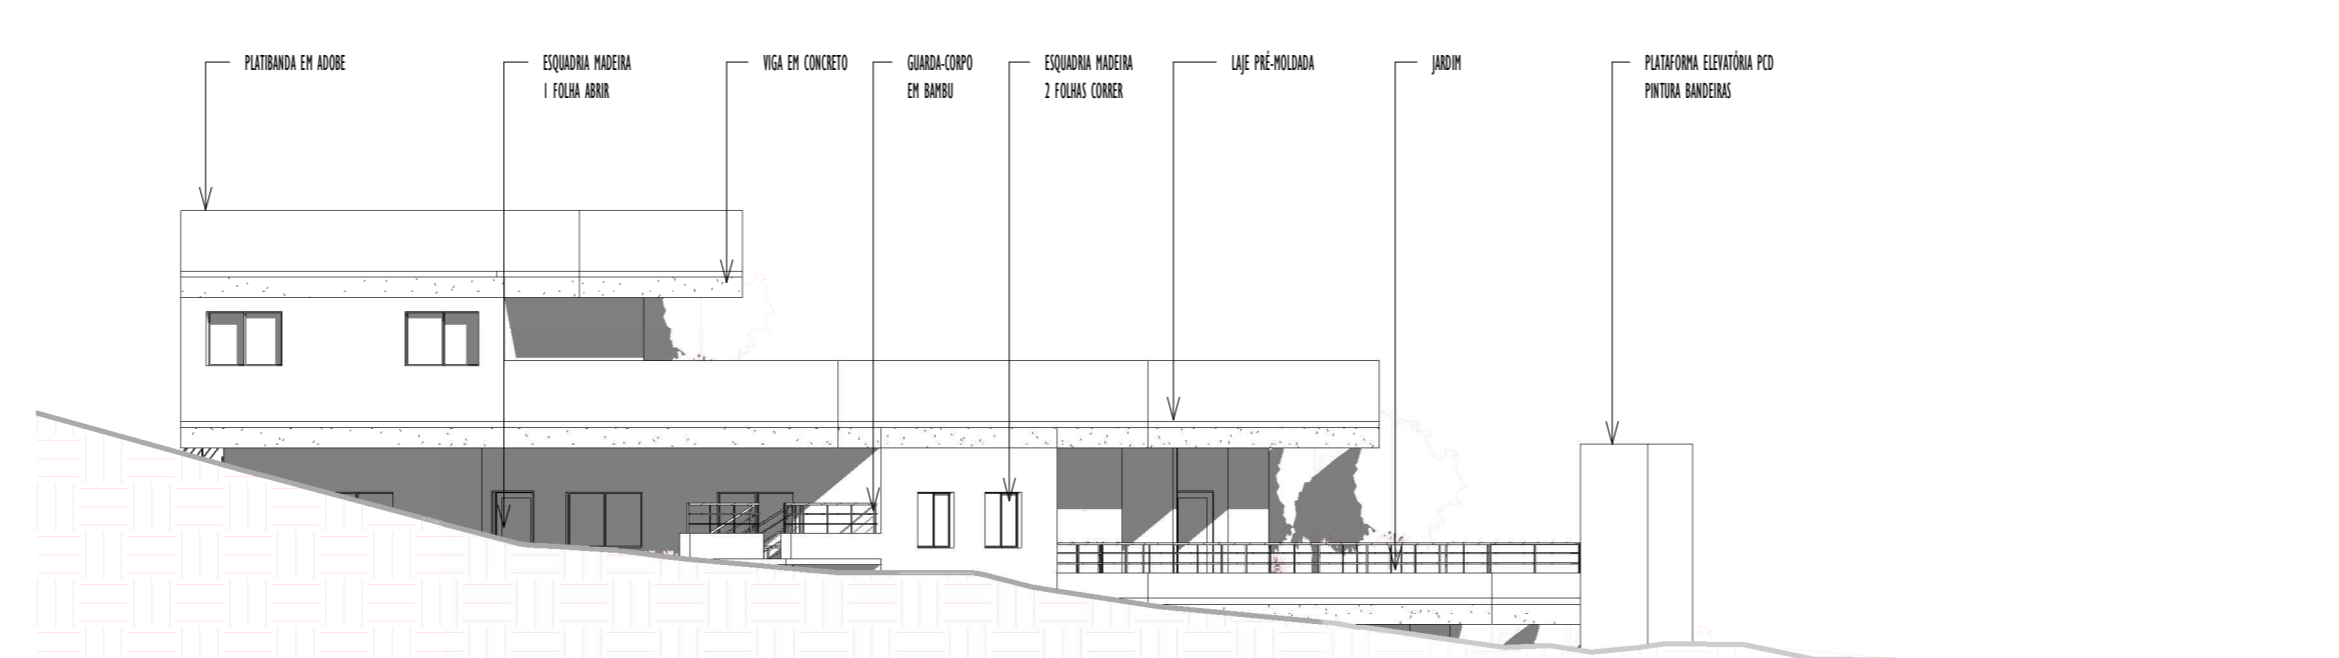 PLATIBANDA EM ADOBE
ESQUADRIA MADEIRA
1 FOLHA ABRIR
VIGA EM CONCRETO
GUARDA-CORPO
EM BAMBU
ESQUADRIA MADEIRA
2 FOLHAS CORRER
LAJE PRÉ-MOLDADA
JARDIM
PLATAFORMA ELEVATÓRIA PCD
PINTURA BANDEIRAS